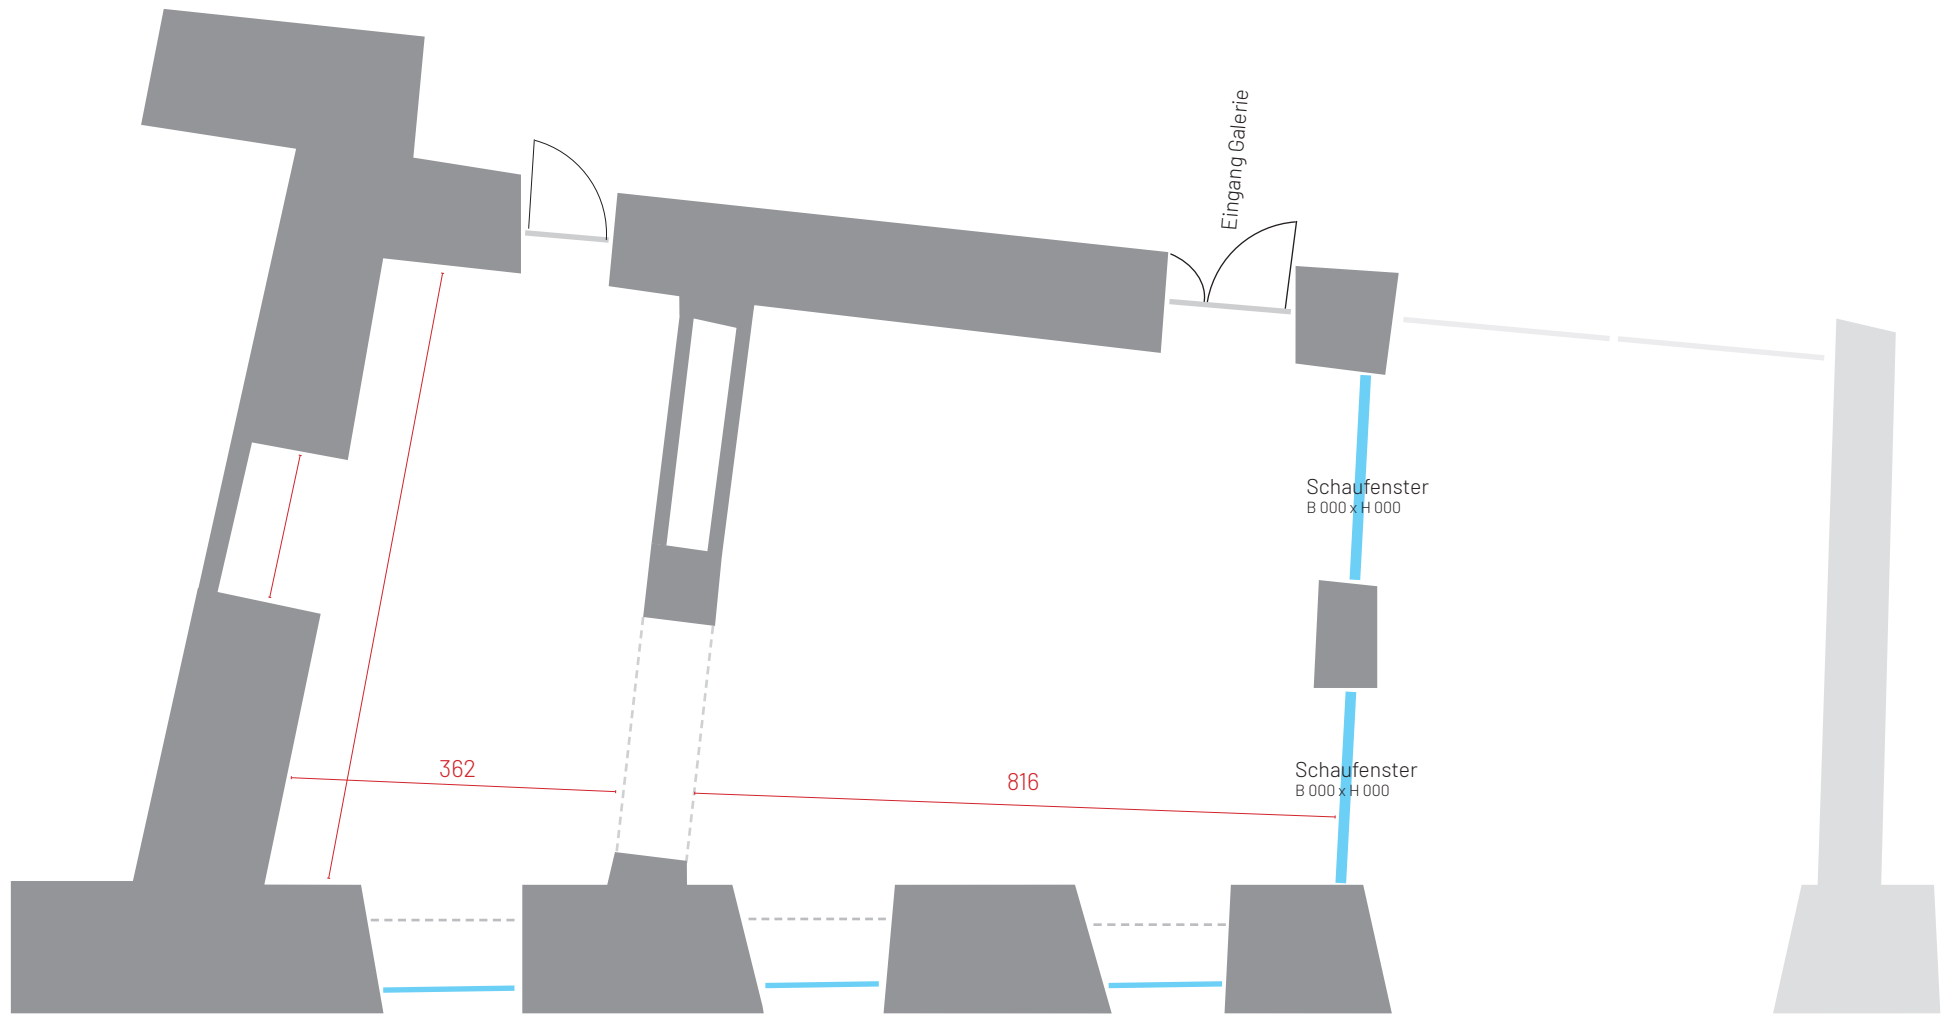 Eingang Galerie
Schaufenster
B 000 x H 000
362
816
Schaufenster
B 000 x H 000